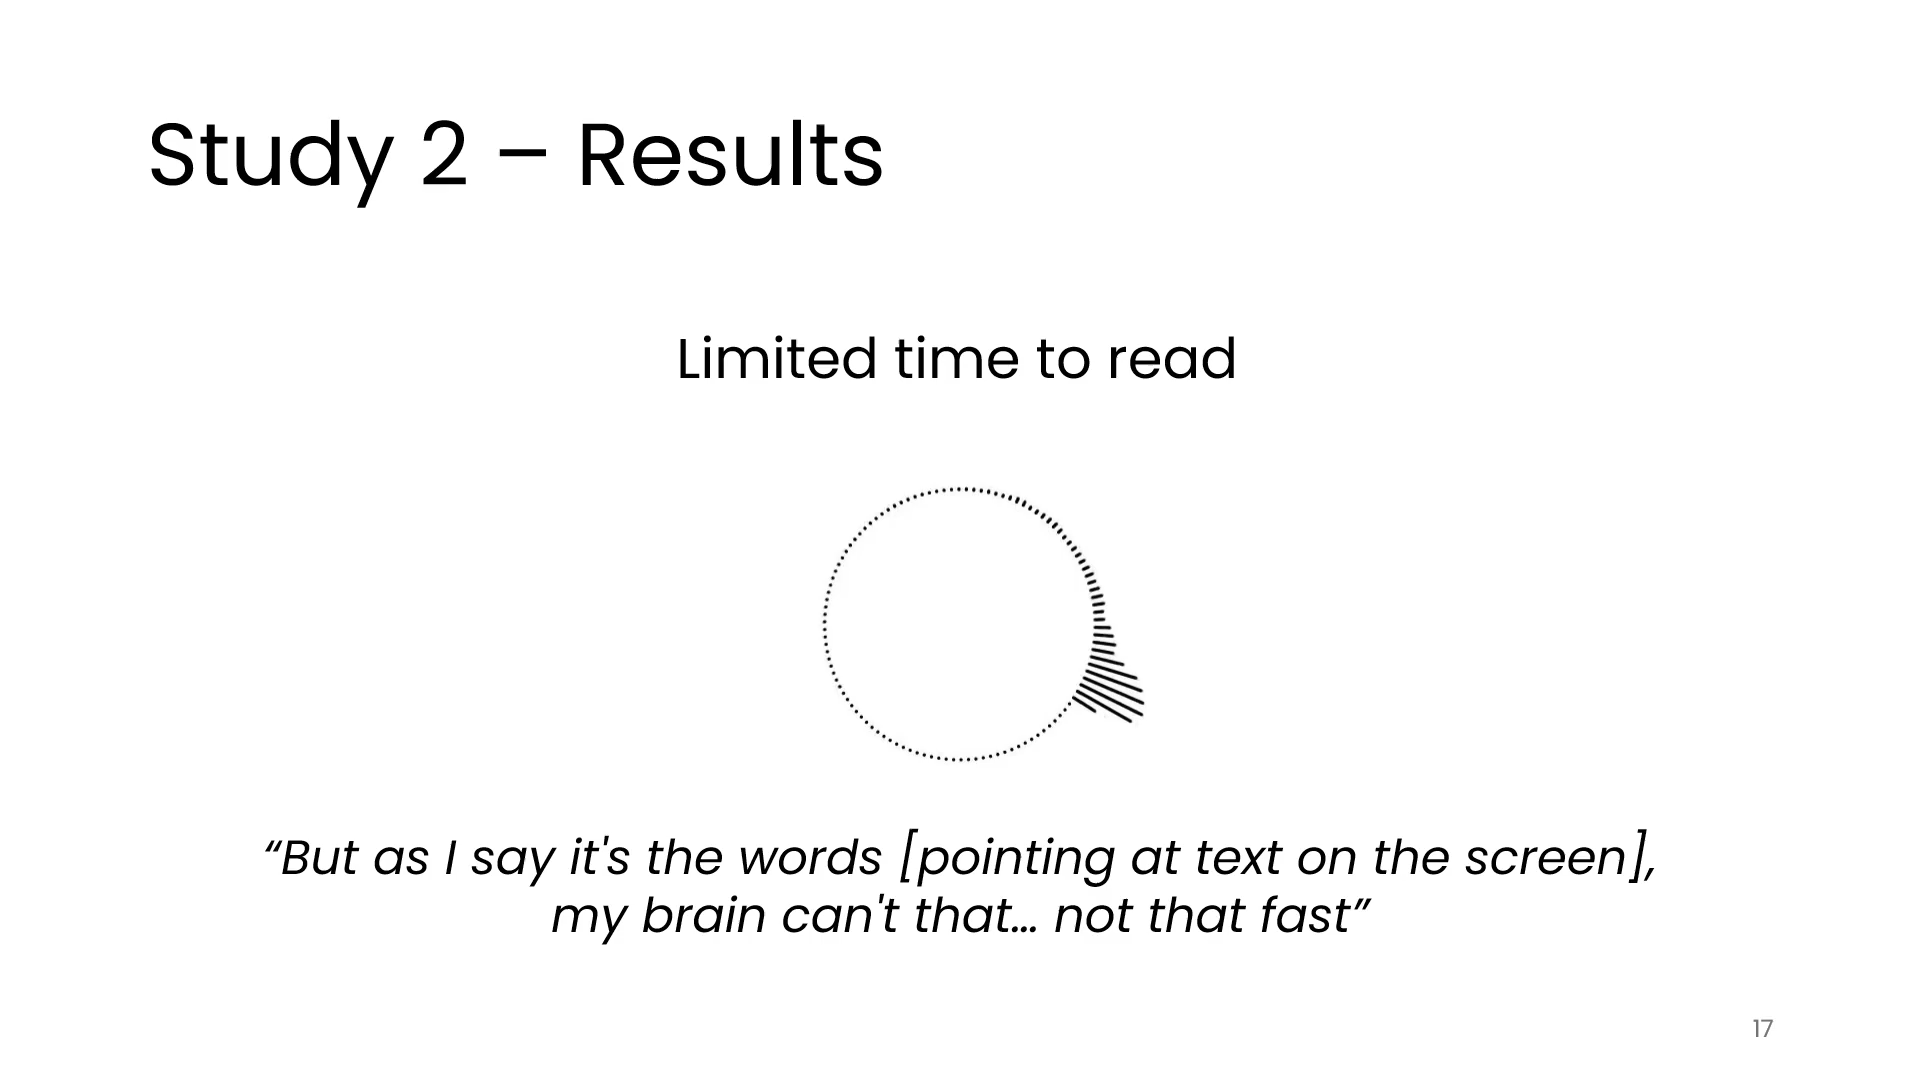 Study 2 – Results
Limited time to read
“But as I say it's the words [pointing at text on the screen],
my brain can't that… not that fast”
17